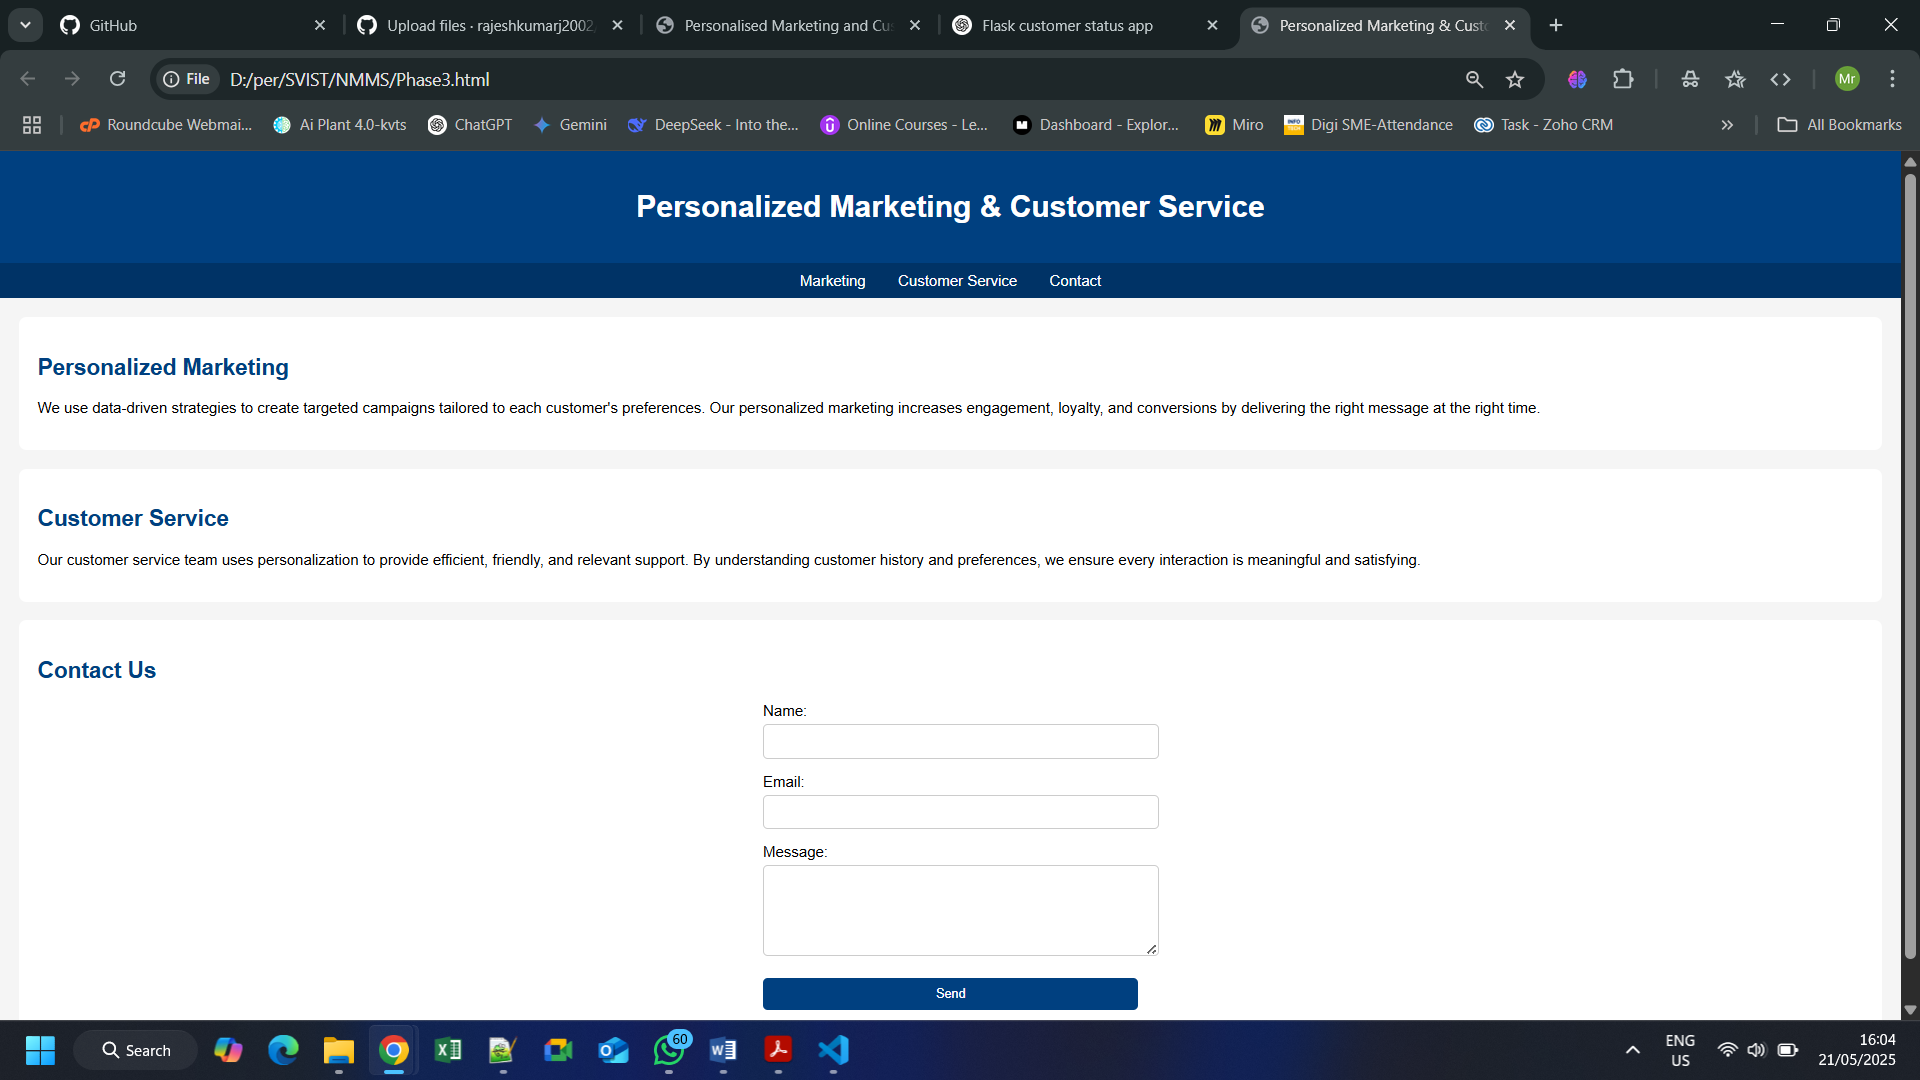 GitHub
Upload files · rajeshkumarj2002
Personalised Marketing and Cu
Flask customer status app
Personalized Marketing & Custo
File
D:/per/SVIST/NMMS/Phase3.html
Mr
Roundcube Webmai...
Ai Plant 4.0-kvts
ChatGPT
Gemini
DeepSeek - Into the...
Online Courses - Le...
Dashboard - Explor...
Miro
Digi SME-Attendance
Task - Zoho CRM
All Bookmarks
Personalized Marketing & Customer Service
Marketing
Customer Service
Contact
Personalized Marketing
We use data-driven strategies to create targeted campaigns tailored to each customer's preferences. Our personalized marketing increases engagement, loyalty, and conversions by delivering the right message at the right time.
Customer Service
Our customer service team uses personalization to provide efficient, friendly, and relevant support. By understanding customer history and preferences, we ensure every interaction is meaningful and satisfying.
Contact Us
Name:
Email:
Message:
Send
Search
60
ENG
US
16:04
21/05/2025